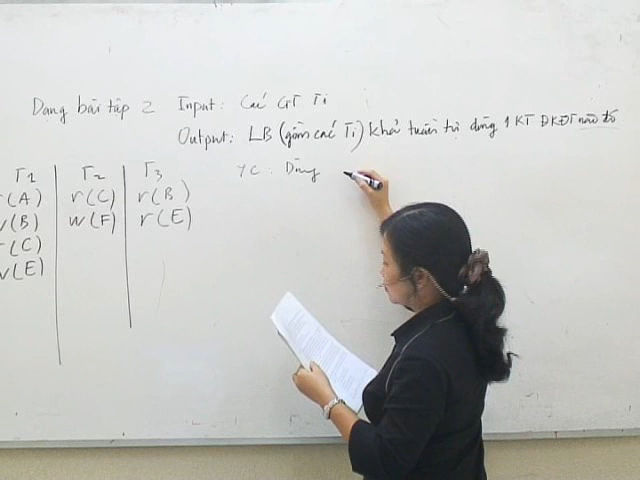 Dạng bài tập 2 Input: Các GT Ti
Output: LB (gồm các Ti) khả tuần tự dùng 1 KT ĐKĐT nào đó
T1 T2 T3 YC: Dùng
r(A) r(C) r(B)
w(B) w(F) r(E)
r(C)
w(E)